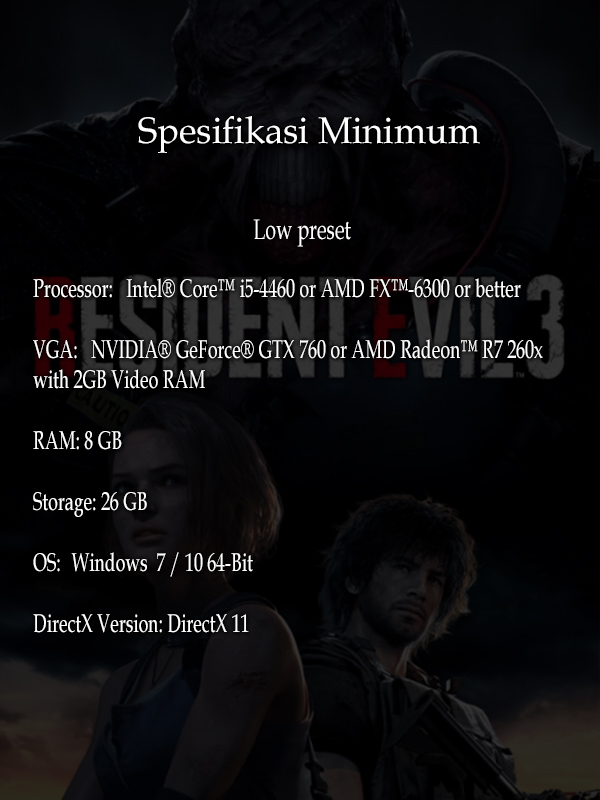 Spesifikasi Minimum
Low preset
Processor: Intel® Core™ i5-4460 or AMD FX™-6300 or better
RESIDENT EVIL 3
VGA: NVIDIA® GeForce® GTX 760 or AMD Radeon™ R7 260x
with 2GB Video RAM
CAUTIO
RAM: 8 GB
Storage: 26 GB
OS: Windows 7 / 10 64-Bit
DirectX Version: DirectX 11